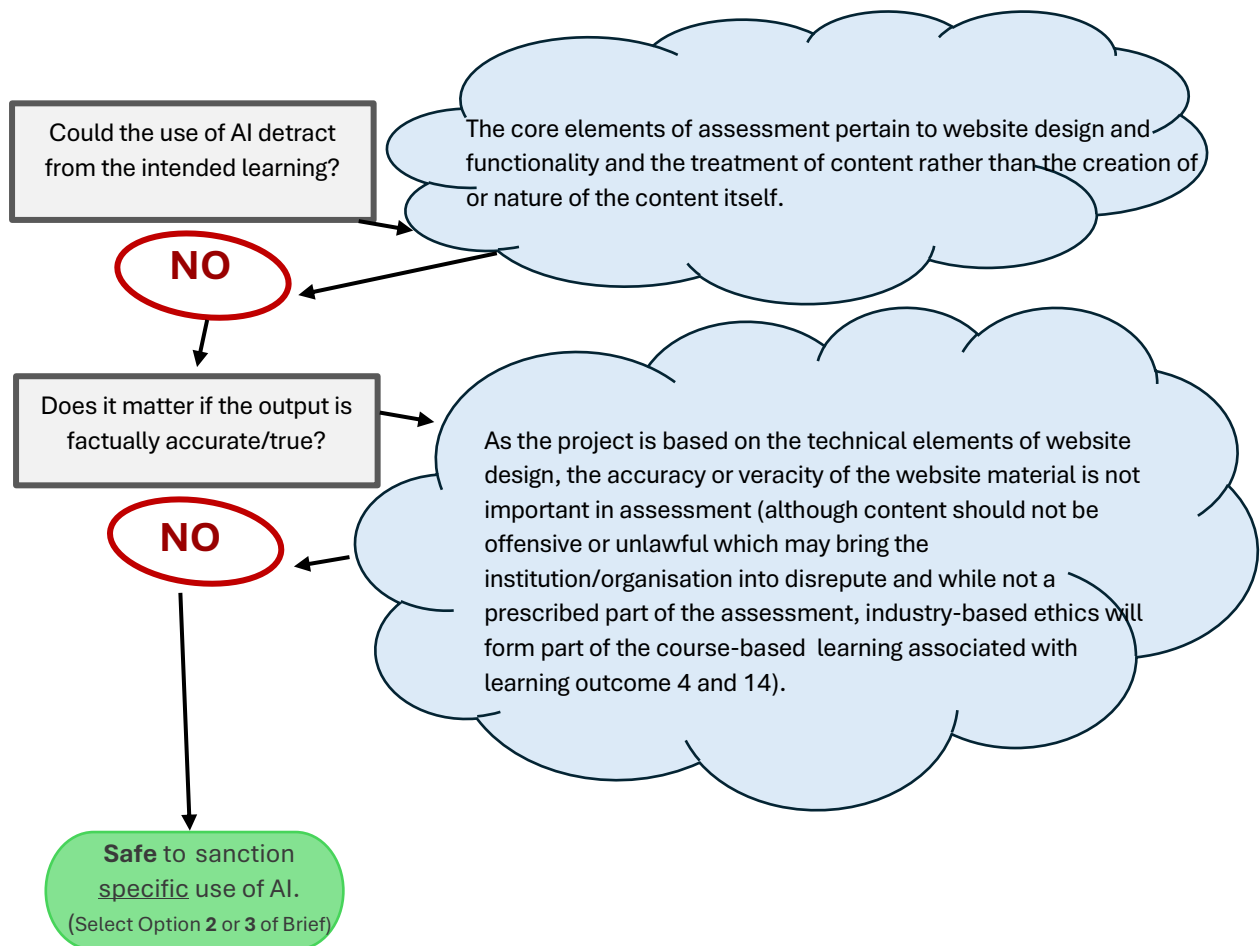 Could the use of AI detract
from the intended learning?
The core elements of assessment pertain to website design and
functionality and the treatment of content rather than the creation of
or nature of the content itself.
NO
Does it matter if the output is
factually accurate/true?
As the project is based on the technical elements of website
design, the accuracy or veracity of the website material is not
important in assessment (although content should not be
offensive or unlawful which may bring the
institution/organisation into disrepute and while not a
prescribed part of the assessment, industry-based ethics will
form part of the course-based learning associated with
learning outcome 4 and 14).
NO
Safe to sanction
specific use of AI.
(Select Option 2 or 3 of Brief)